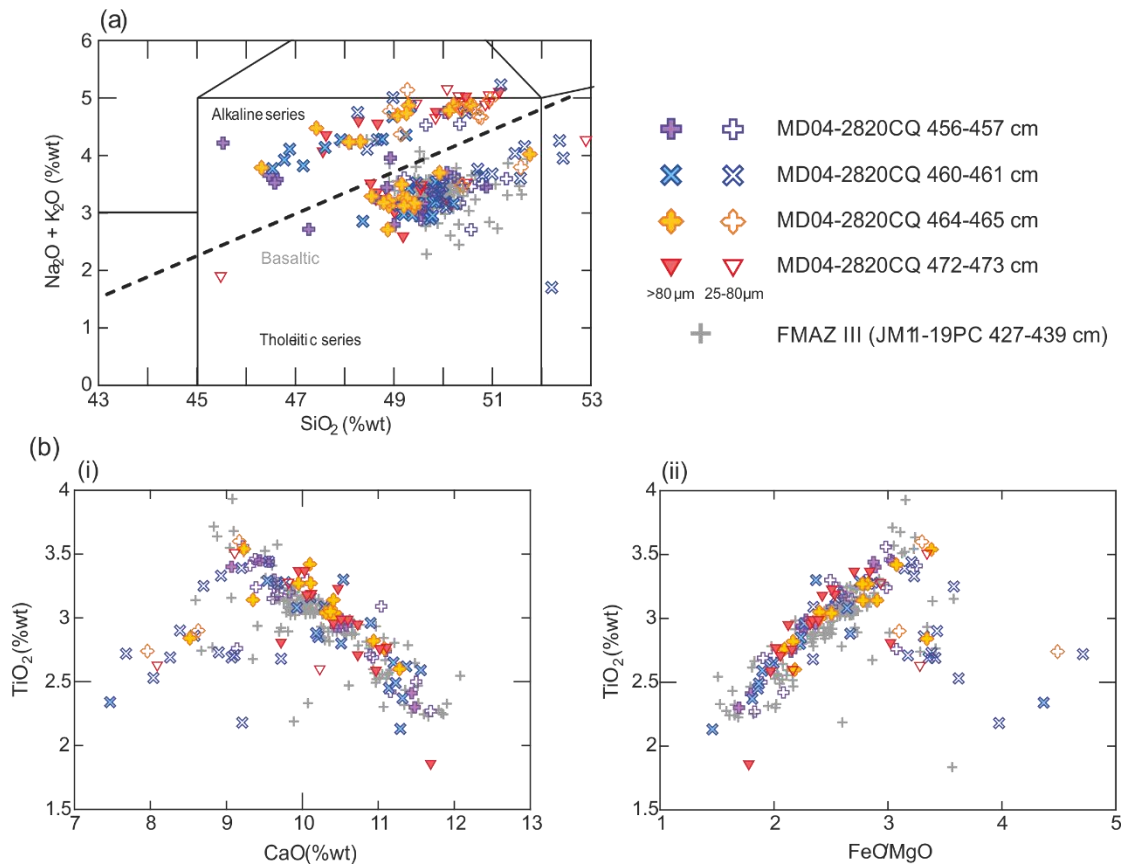 (a)
6
5
4
3
2
1
0
Na2O + K2O (%wt)
Alkaline series
Basaltic
Tholeiitic series
43 45 47 49 51 53
SiO2 (%wt)
MD04-2820CQ 456-457 cm
MD04-2820CQ 460-461 cm
MD04-2820CQ 464-465 cm
MD04-2820CQ 472-473 cm
>80 µm 25-80 µm
FMAZ III (JM11-19PC 427-439 cm)
(b)
(i)
4
3.5
3
2.5
2
1.5
TiO2 (%wt)
7 8 9 10 11 12 13
CaO (%wt)
(ii)
4
3.5
3
2.5
2
1.5
TiO2 (%wt)
1 2 3 4 5
FeO/MgO